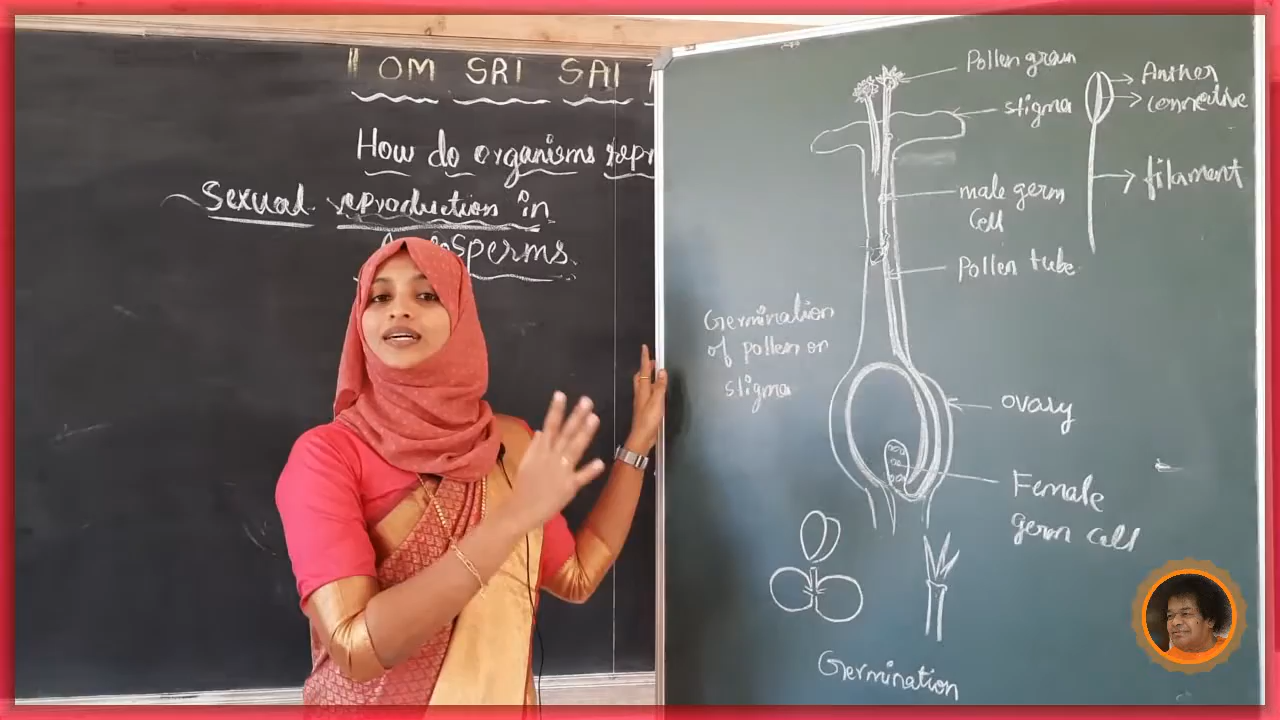 || OM SRI SAI
How do organisms repr
Sexual reproduction in
osperms.
Pollen grain
stigma
male germ
Cell
Pollen tube
Germination
of pollen on
stigma
ovary
Female
germ cell
Germination
Anther
connective
filament